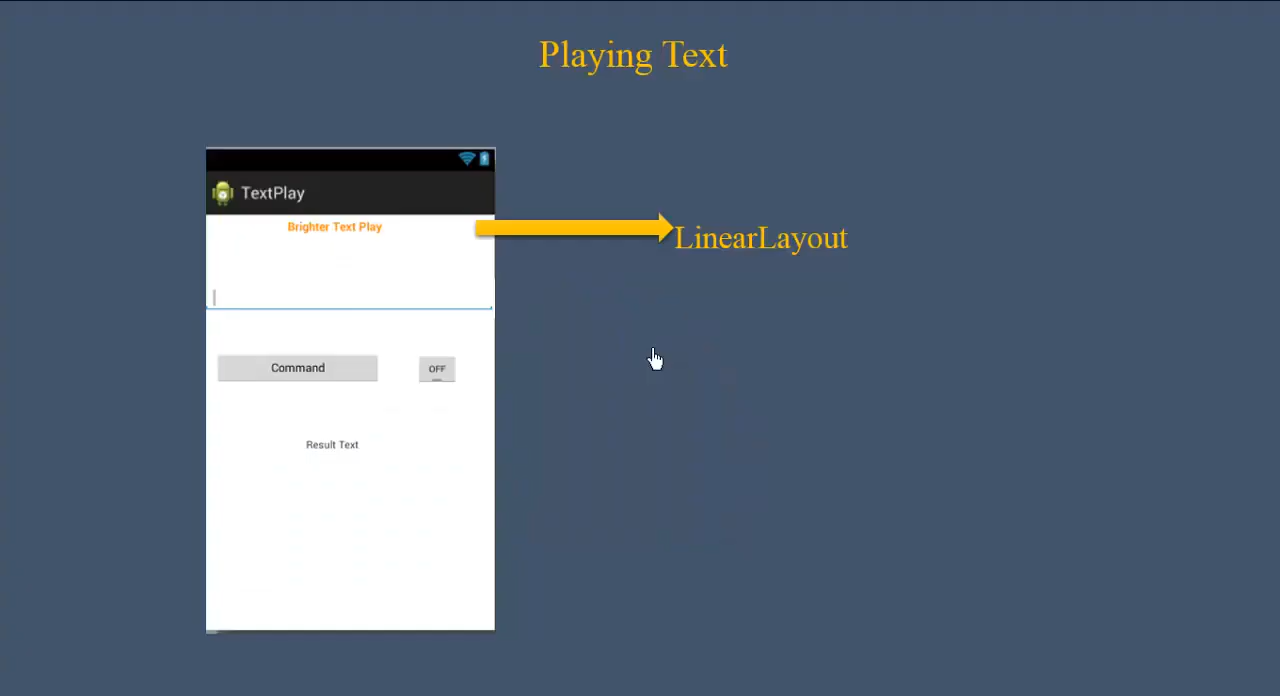 Playing Text
TextPlay
Brighter Text Play
LinearLayout
Command
OFF
Result Text